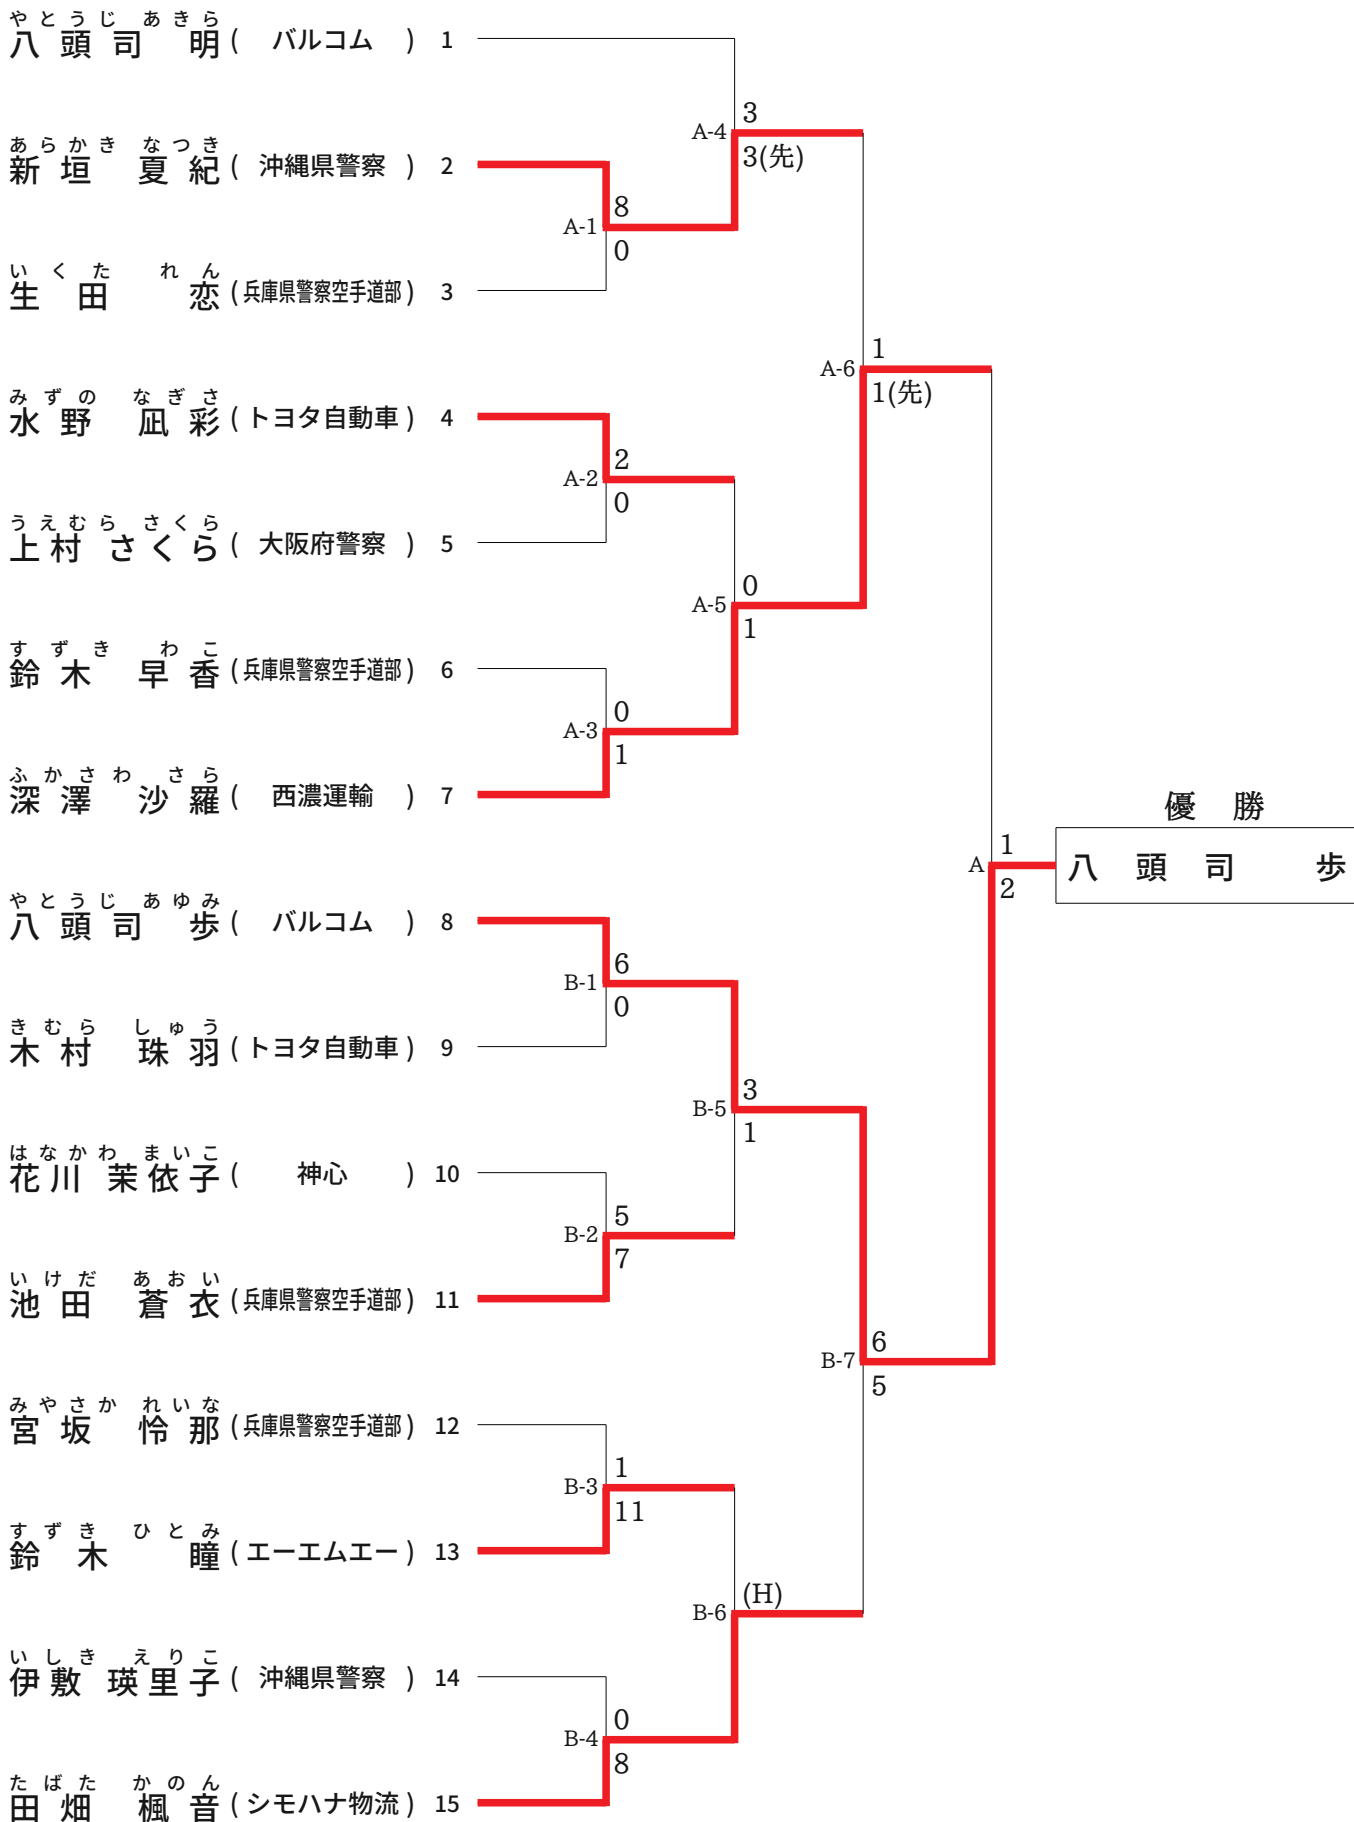 やとうじ あきら
八頭司 明 ( バルコム ) 1
3
A-4
3(先)
あらかき なつき
新垣 夏紀 ( 沖縄県警察 ) 2
8
A-1
0
いくた れん
生田 恋 (兵庫県警察空手道部) 3
1
A-6
1(先)
みずの なぎさ
水野 凪彩 (トヨタ自動車) 4
2
A-2
0
うえむら さくら
上村 さくら ( 大阪府警察 ) 5
0
A-5
1
すずき わこ
鈴木 早香 (兵庫県警察空手道部) 6
0
A-3
1
ふかさわ さら
深澤 沙羅 ( 西濃運輸 ) 7
優 勝
1
A
2
八頭司 歩
やとうじ あゆみ
八頭司 歩 ( バルコム ) 8
6
B-1
0
きむら しゅう
木村 珠羽 (トヨタ自動車) 9
3
B-5
1
はなかわ まいこ
花川 茉依子 ( 神心 ) 10
5
B-2
7
いけだ あおい
池田 蒼衣 (兵庫県警察空手道部) 11
6
B-7
5
みやさか れいな
宮坂 怜那 (兵庫県警察空手道部) 12
1
B-3
11
すずき ひとみ
鈴木 瞳 (エーエムエー) 13
(H)
B-6
いしき えりこ
伊敷 瑛里子 ( 沖縄県警察 ) 14
0
B-4
8
たばた かのん
田畑 楓音 (シモハナ物流) 15